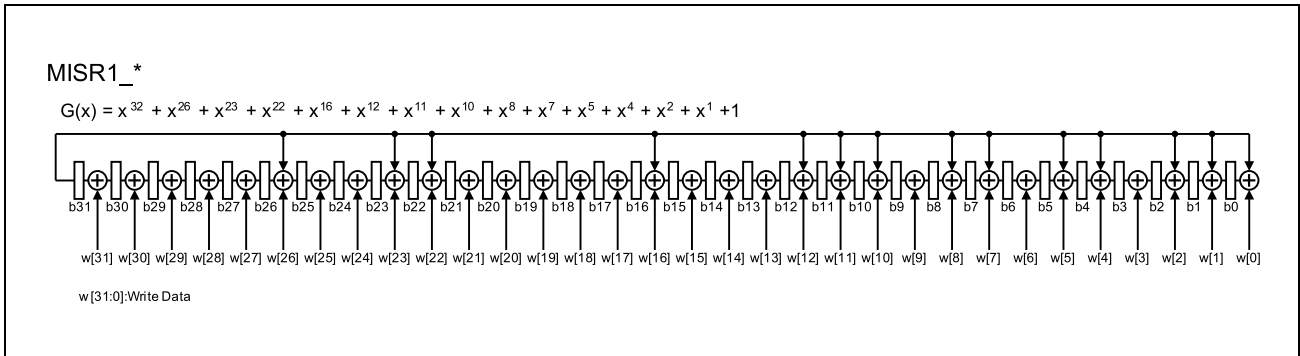 MISR1_*
G(x) = x32 + x26 + x23 + x22 + x16 + x12 + x11 + x10 + x8 + x7 + x5 + x4 + x2 + x1 +1
b31 b30 b29 b28 b27 b26 b25 b24 b23 b22 b21 b20 b19 b18 b17 b16 b15 b14 b13 b12 b11 b10 b9 b8 b7 b6 b5 b4 b3 b2 b1 b0
w[31] w[30] w[29] w[28] w[27] w[26] w[25] w[24] w[23] w[22] w[21] w[20] w[19] w[18] w[17] w[16] w[15] w[14] w[13] w[12] w[11] w[10] w[9] w[8] w[7] w[6] w[5] w[4] w[3] w[2] w[1] w[0]
w[31:0]:Write Data